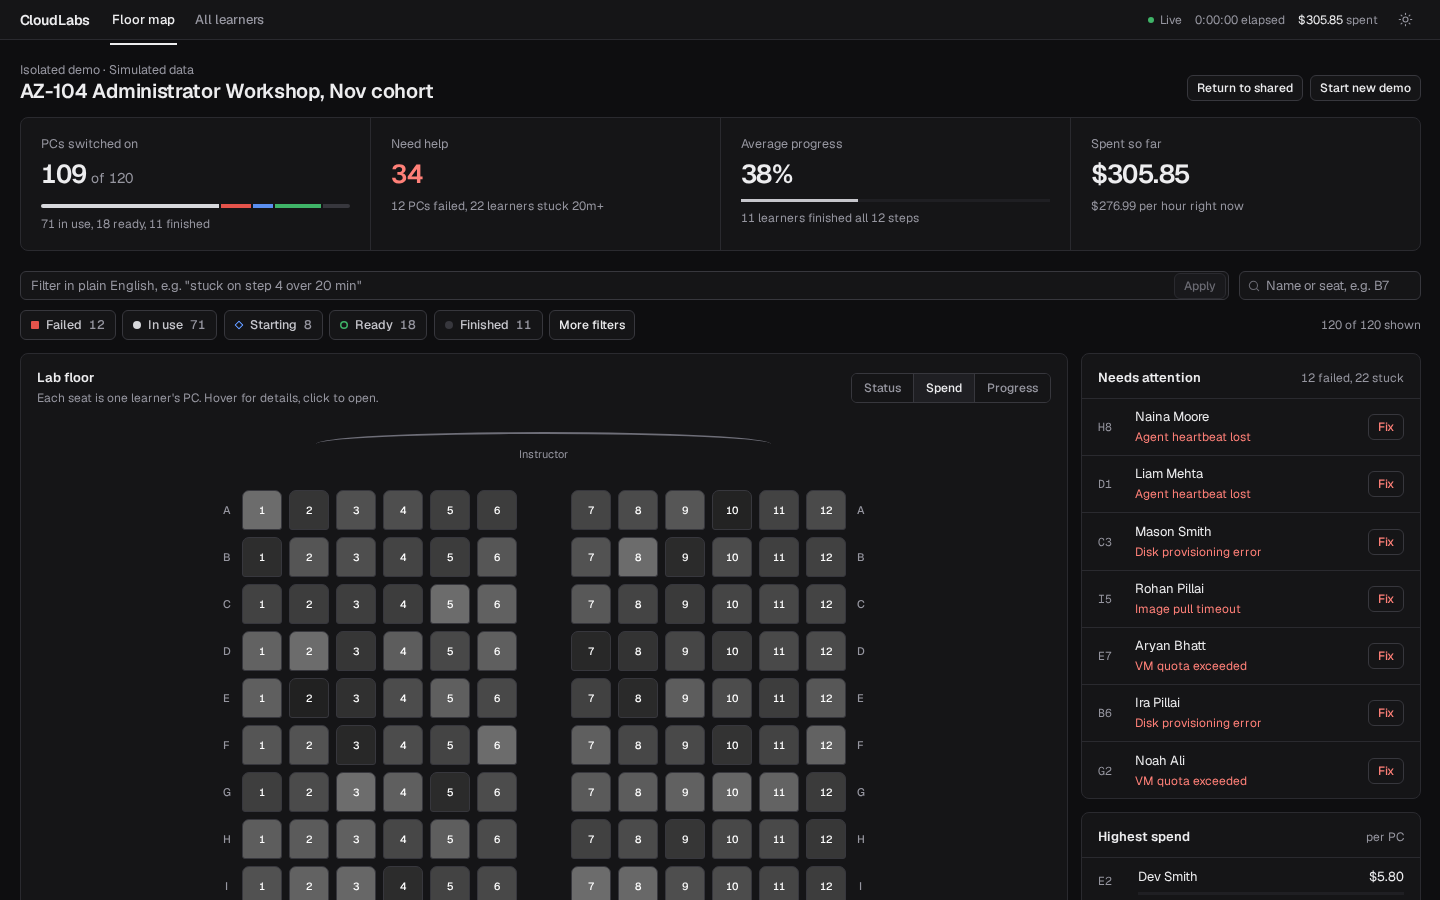 CloudLabs Floor map All learners Live 0:00:00 elapsed $305.85 spent
Isolated demo · Simulated data
AZ-104 Administrator Workshop, Nov cohort
Return to shared Start new demo
PCs switched on
109 of 120
71 in use, 18 ready, 11 finished
Need help
34
12 PCs failed, 22 learners stuck 20m+
Average progress
38%
11 learners finished all 12 steps
Spent so far
$305.85
$276.99 per hour right now
Filter in plain English, e.g. "stuck on step 4 over 20 min" Apply
Name or seat, e.g. B7
Failed 12 In use 71 Starting 8 Ready 18 Finished 11 More filters
120 of 120 shown
Lab floor
Each seat is one learner's PC. Hover for details, click to open.
Status Spend Progress
Instructor
A 1 2 3 4 5 6 7 8 9 10 11 12 A
B 1 2 3 4 5 6 7 8 9 10 11 12 B
C 1 2 3 4 5 6 7 8 9 10 11 12 C
D 1 2 3 4 5 6 7 8 9 10 11 12 D
E 1 2 3 4 5 6 7 8 9 10 11 12 E
F 1 2 3 4 5 6 7 8 9 10 11 12 F
G 1 2 3 4 5 6 7 8 9 10 11 12 G
H 1 2 3 4 5 6 7 8 9 10 11 12 H
I 1 2 3 4 5 6 7 8 9 10 11 12 I
Needs attention 12 failed, 22 stuck
H8 Naina Moore Fix
Agent heartbeat lost
D1 Liam Mehta Fix
Agent heartbeat lost
C3 Mason Smith Fix
Disk provisioning error
I5 Rohan Pillai Fix
Image pull timeout
E7 Aryan Bhatt Fix
VM quota exceeded
B6 Ira Pillai Fix
Disk provisioning error
G2 Noah Ali Fix
VM quota exceeded
Highest spend per PC
E2 Dev Smith $5.80